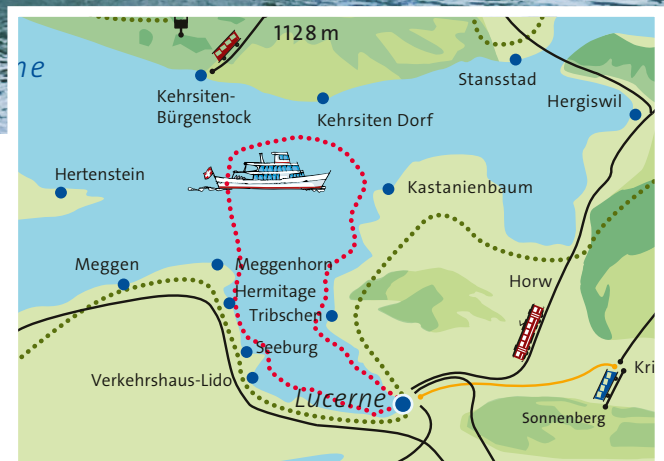 1128 m
ne
Stansstad
Kehrsiten-
Bürgenstock
Kehrsiten Dorf
Hergiswil
Hertenstein
Kastanienbaum
Meggen
Meggenhorn
Hermitage
Tribschen
Horw
Seeburg
Verkehrshaus-Lido
Lucerne
Kri
Sonnenberg